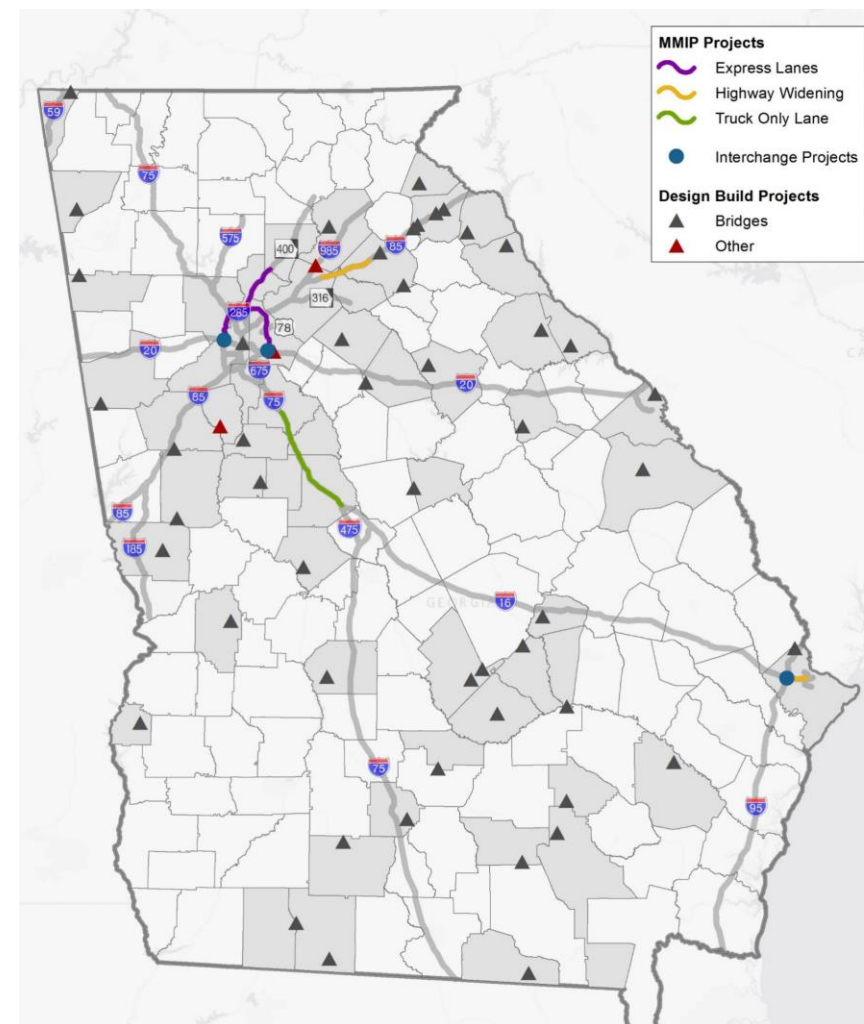 MMIP Projects
Express Lanes
Highway Widening
Truck Only Lane
Interchange Projects
Design Build Projects
Bridges
Other
59
75
575
400
985
85
316
285
78
20
675
20
85
75
85
475
185
GEORGIA
16
75
95